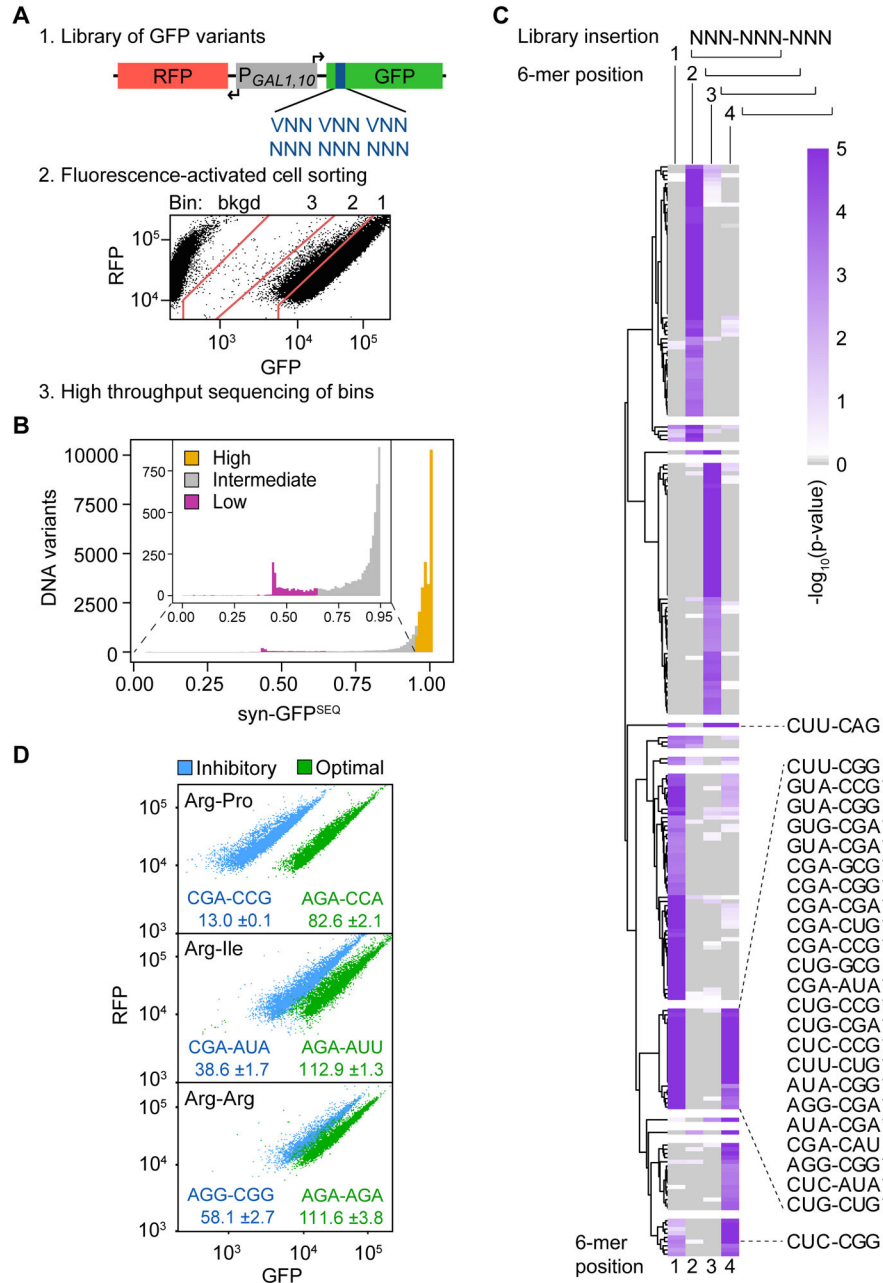 A
1. Library of GFP variants
RFP
PGAL1,10
GFP
VNN VNN VNN
NNN NNN NNN
2. Fluorescence-activated cell sorting
Bin: bkgd 3 2 1
RFP
10⁵
10⁴
10³ 10⁴ 10⁵
GFP
3. High throughput sequencing of bins
B
DNA variants
10000
7500
5000
2500
0
750
500
250
0
High
Intermediate
Low
0.00 0.25 0.50 0.75 0.95
0.00 0.25 0.50 0.75 1.00
syn-GFPSEQ
D
Inhibitory
Optimal
RFP
10⁵
10⁴
10³
Arg-Pro
CGA-CCG
13.0 ±0.1
AGA-CCA
82.6 ±2.1
10⁵
10⁴
10³
Arg-Ile
CGA-AUA
38.6 ±1.7
AGA-AUU
112.9 ±1.3
10⁵
10⁴
10³
Arg-Arg
AGG-CGG
58.1 ±2.7
AGA-AGA
111.6 ±3.8
10³ 10⁴ 10⁵
GFP
C
Library insertion NNN-NNN-NNN
6-mer position
1
2
3
4
5
4
3
2
1
0
-log₁₀(p-value)
CUU-CAG
CUU-CGG
GUA-CCG*
GUA-CGG
GUG-CGA*
GUA-CGA*
CGA-GCG*
CGA-CGG*
CGA-CGA*
CGA-CUG*
CGA-CCG*
CUG-GCG
CGA-AUA*
CUG-CCG*
CUG-CGA*
CUC-CCG*
CUU-CUG*
AUA-CGG*
AGG-CGA*
AUA-CGA*
CGA-CAU
AGG-CGG*
CUC-AUA*
CUG-CUG*
CUC-CGG
6-mer position
1 2 3 4